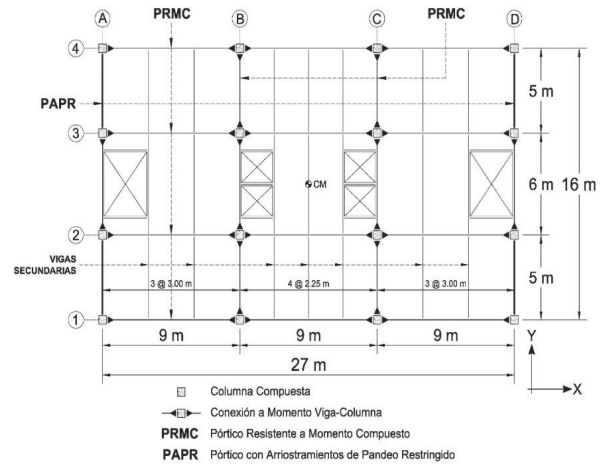 A B C D
PRMC PRMC
4
5 m
PAPR
3
CM
6 m 16 m
2
VIGAS
SECUNDARIAS
3 @ 3.00 m 4 @ 2.25 m 3 @ 3.00 m
5 m
1
9 m 9 m 9 m
27 m
Y
X
Columna Compuesta
Conexión a Momento Viga-Columna
PRMC Pórtico Resistente a Momento Compuesto
PAPR Pórtico con Arriostramientos de Pandeo Restringido